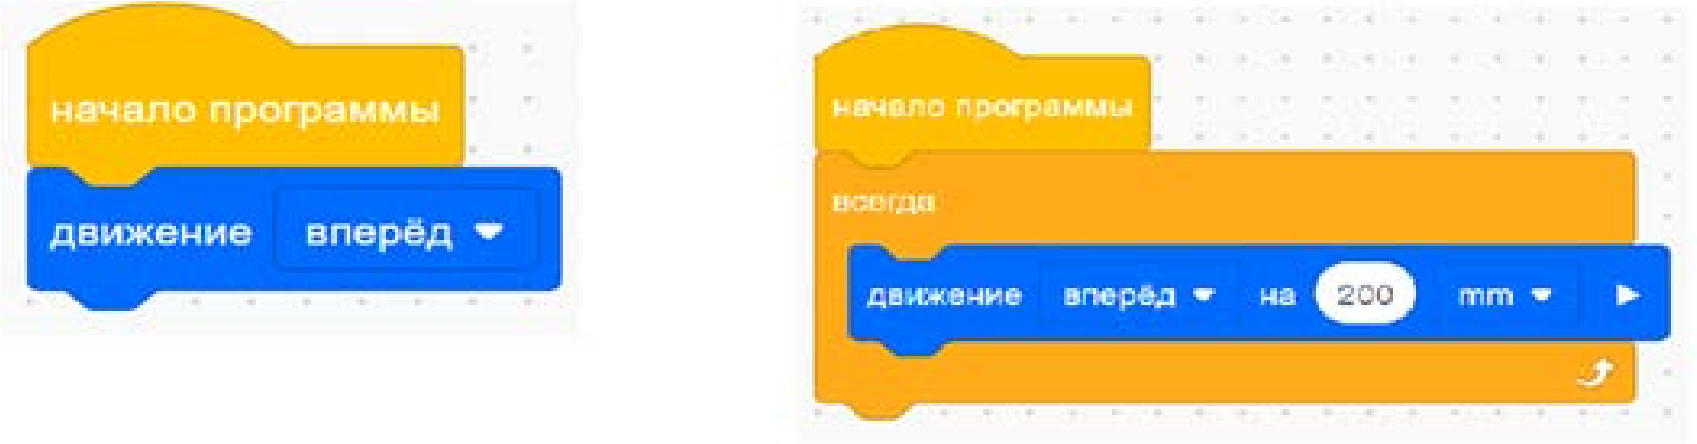 начало программы
движение вперёд
начало программы
всегда
движение вперёд на 200 mm